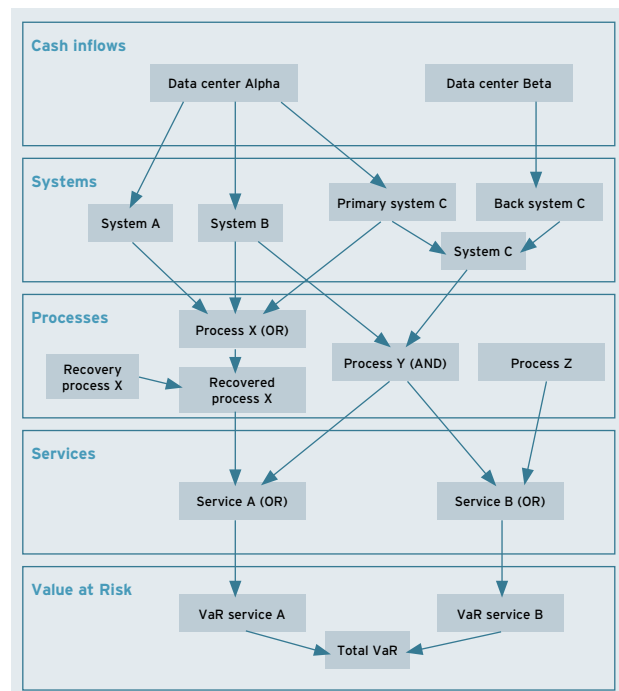 Cash inflows
Data center Alpha
Data center Beta
Systems
Primary system C
Back system C
System A
System B
System C
Processes
Process X (OR)
Process Y (AND)
Process Z
Recovery
process X
Recovered
process X
Services
Service A (OR)
Service B (OR)
Value at Risk
VaR service A
VaR service B
Total VaR